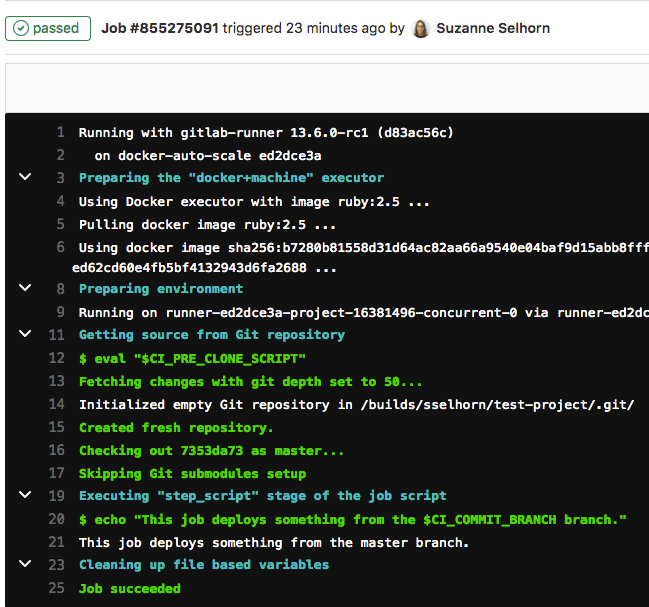 passed Job #855275091 triggered 23 minutes ago by Suzanne Selhorn
1 Running with gitlab-runner 13.6.0-rc1 (d83ac56c)
2 on docker-auto-scale ed2dce3a
3 Preparing the "docker+machine" executor
4 Using Docker executor with image ruby:2.5 ...
5 Pulling docker image ruby:2.5 ...
6 Using docker image sha256:b7280b81558d31d64ac82aa66a9540e04baf9d15abb8fff
ed62cd60e4fb5bf4132943d6fa2688 ...
8 Preparing environment
9 Running on runner-ed2dce3a-project-16381496-concurrent-0 via runner-ed2dc
11 Getting source from Git repository
12 $ eval "$CI_PRE_CLONE_SCRIPT"
13 Fetching changes with git depth set to 50...
14 Initialized empty Git repository in /builds/sselhorn/test-project/.git/
15 Created fresh repository.
16 Checking out 7353da73 as master...
17 Skipping Git submodules setup
19 Executing "step_script" stage of the job script
20 $ echo "This job deploys something from the $CI_COMMIT_BRANCH branch."
21 This job deploys something from the master branch.
23 Cleaning up file based variables
25 Job succeeded